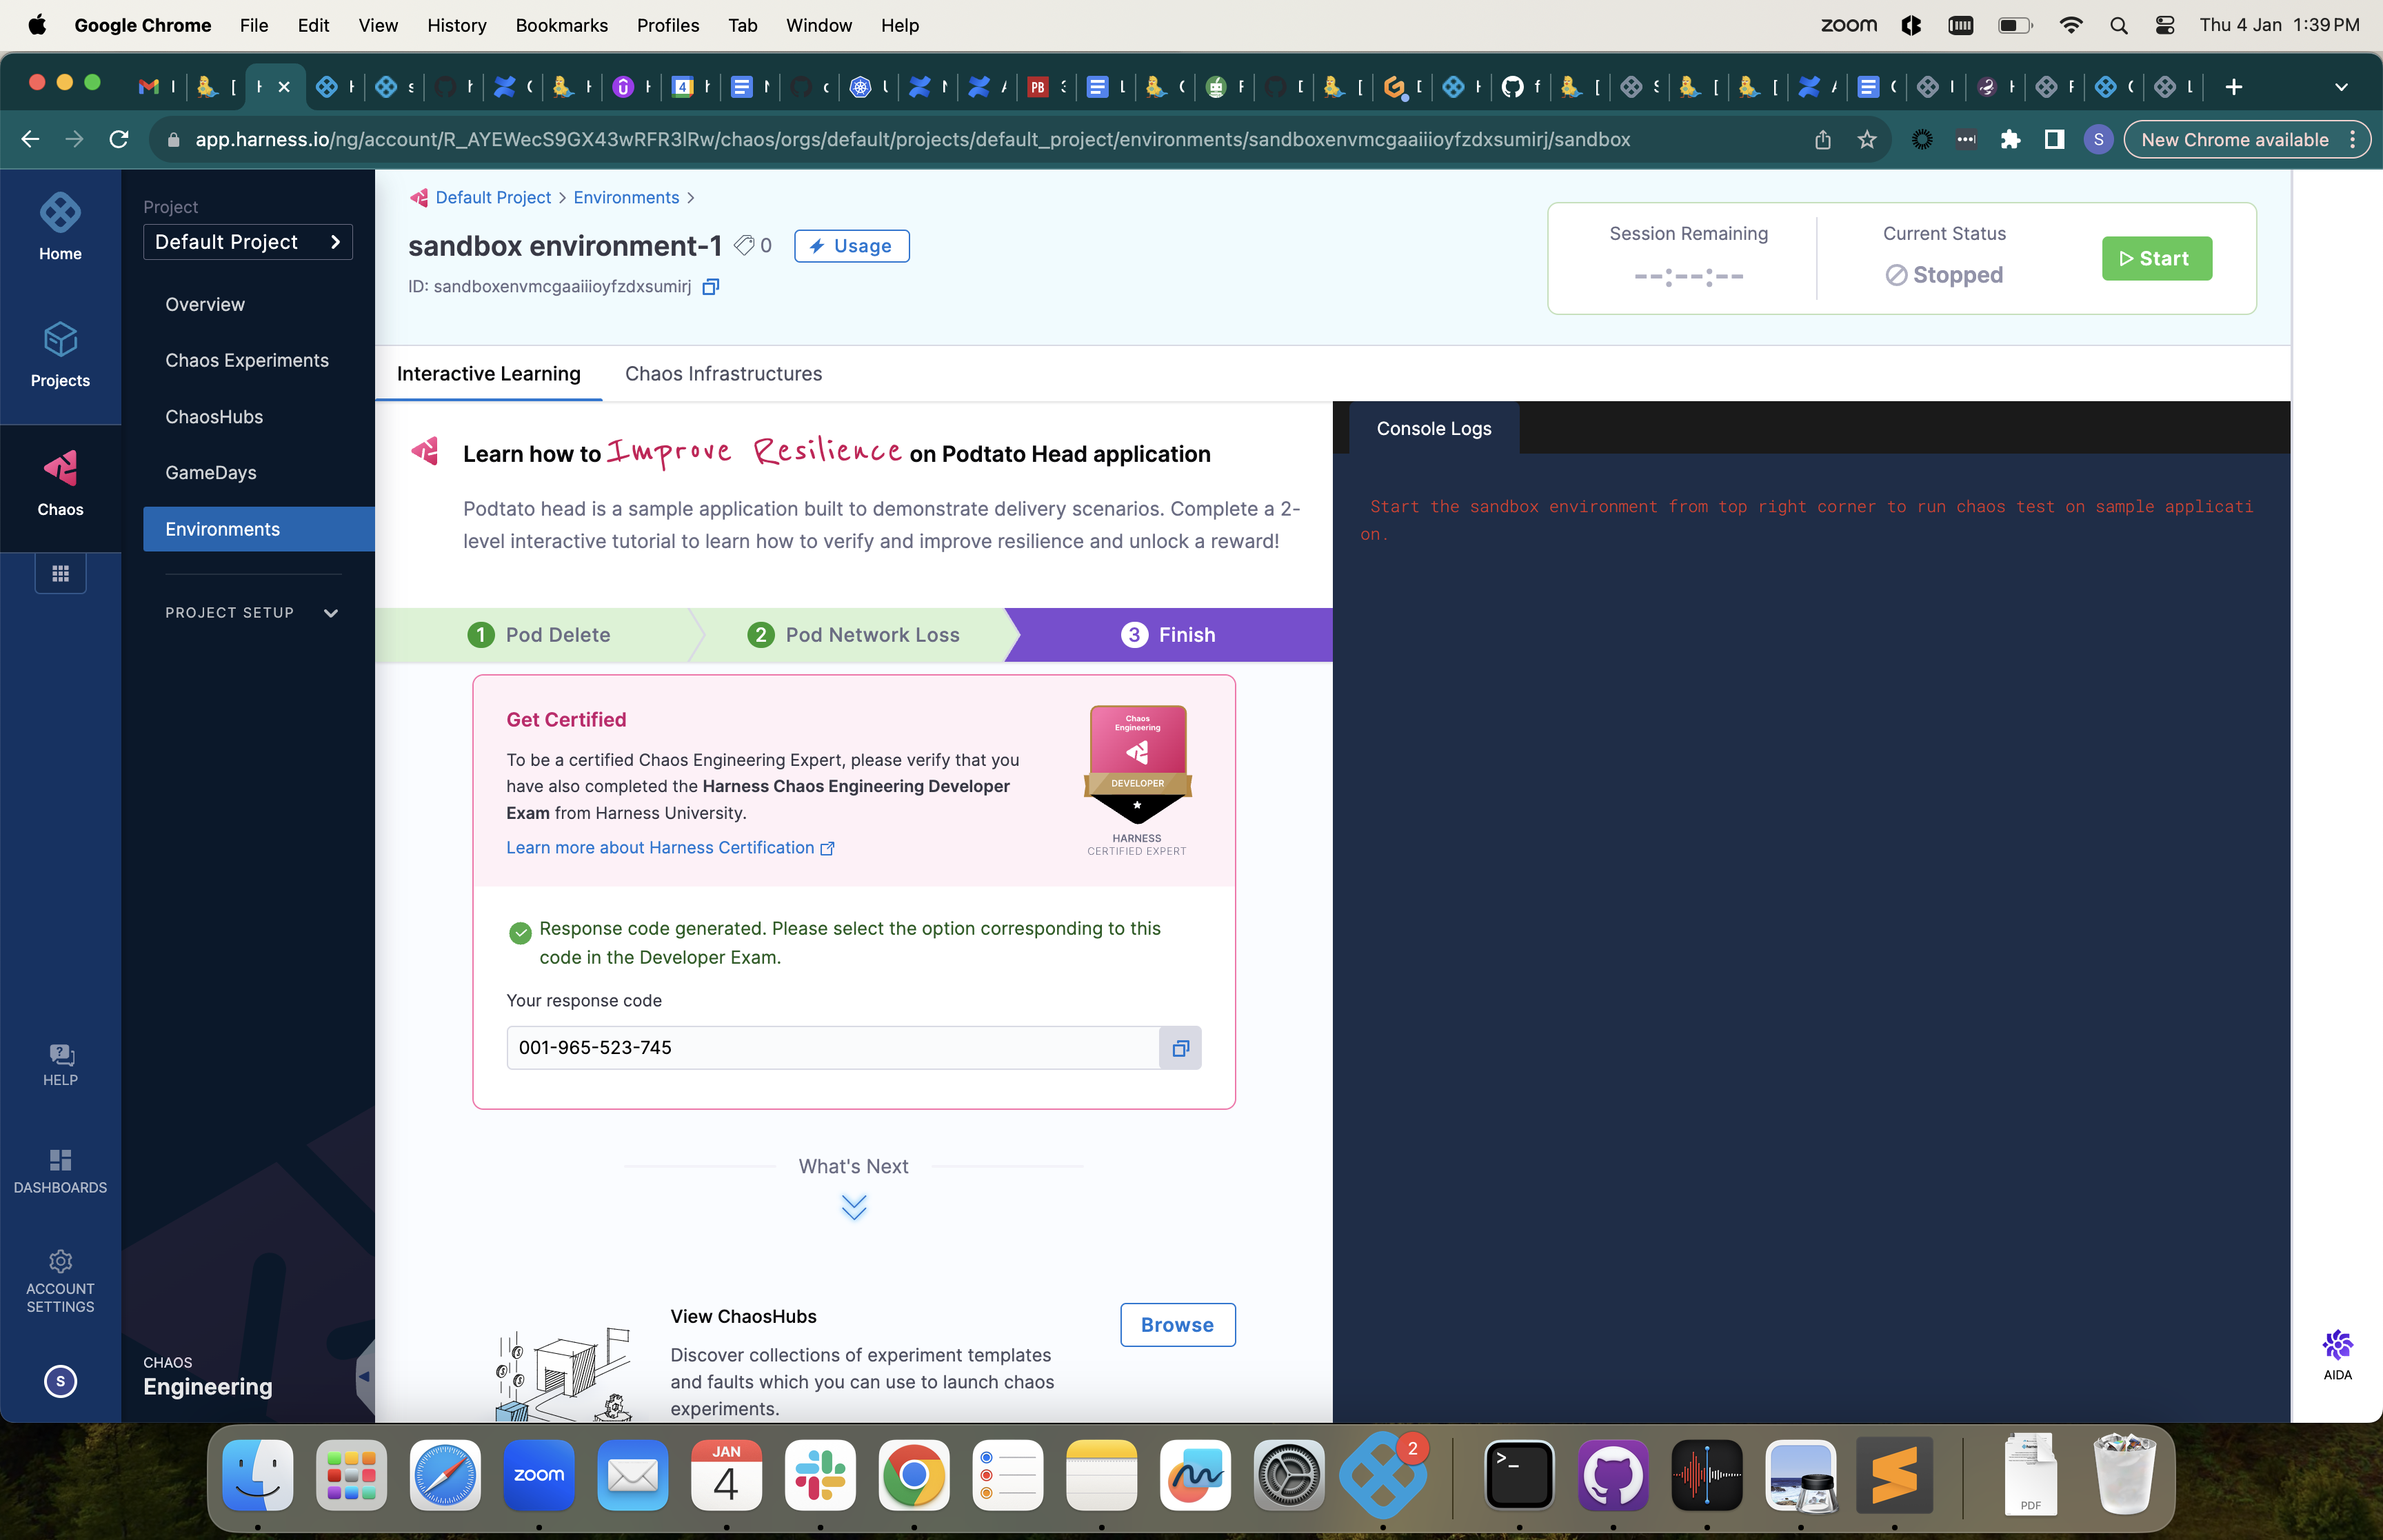 Google Chrome File Edit View History Bookmarks Profiles Tab Window Help
zoom Thu 4 Jan 1:39 PM
app.harness.io/ng/account/R_AYEWecS9GX43wRFR3lRw/chaos/orgs/default/projects/default_project/environments/sandboxenvmcgaaiiioyfzdxsumirj/sandbox
S
New Chrome available
Home
Projects
Chaos
HELP
DASHBOARDS
ACCOUNT
SETTINGS
S
Project
Default Project
Overview
Chaos Experiments
ChaosHubs
GameDays
Environments
PROJECT SETUP
CHAOS
Engineering
Default Project > Environments >
sandbox environment-1 0 Usage
ID: sandboxenvmcgaaiiioyfzdxsumirj
Session Remaining
--:--:--
Current Status
Stopped
Start
Interactive Learning Chaos Infrastructures
Learn how to Improve Resilience on Podtato Head application
Podtato head is a sample application built to demonstrate delivery scenarios. Complete a 2-
level interactive tutorial to learn how to verify and improve resilience and unlock a reward!
1 Pod Delete 2 Pod Network Loss 3 Finish
Get Certified
To be a certified Chaos Engineering Expert, please verify that you
have also completed the Harness Chaos Engineering Developer
Exam from Harness University.
Learn more about Harness Certification
Chaos
Engineering
DEVELOPER
HARNESS
CERTIFIED EXPERT
Response code generated. Please select the option corresponding to this
code in the Developer Exam.
Your response code
001-965-523-745
What's Next
View ChaosHubs
Discover collections of experiment templates
and faults which you can use to launch chaos
experiments.
Browse
Console Logs
Start the sandbox environment from top right corner to run chaos test on sample applicati
on.
AIDA
zoom
JAN
4
2
PDF